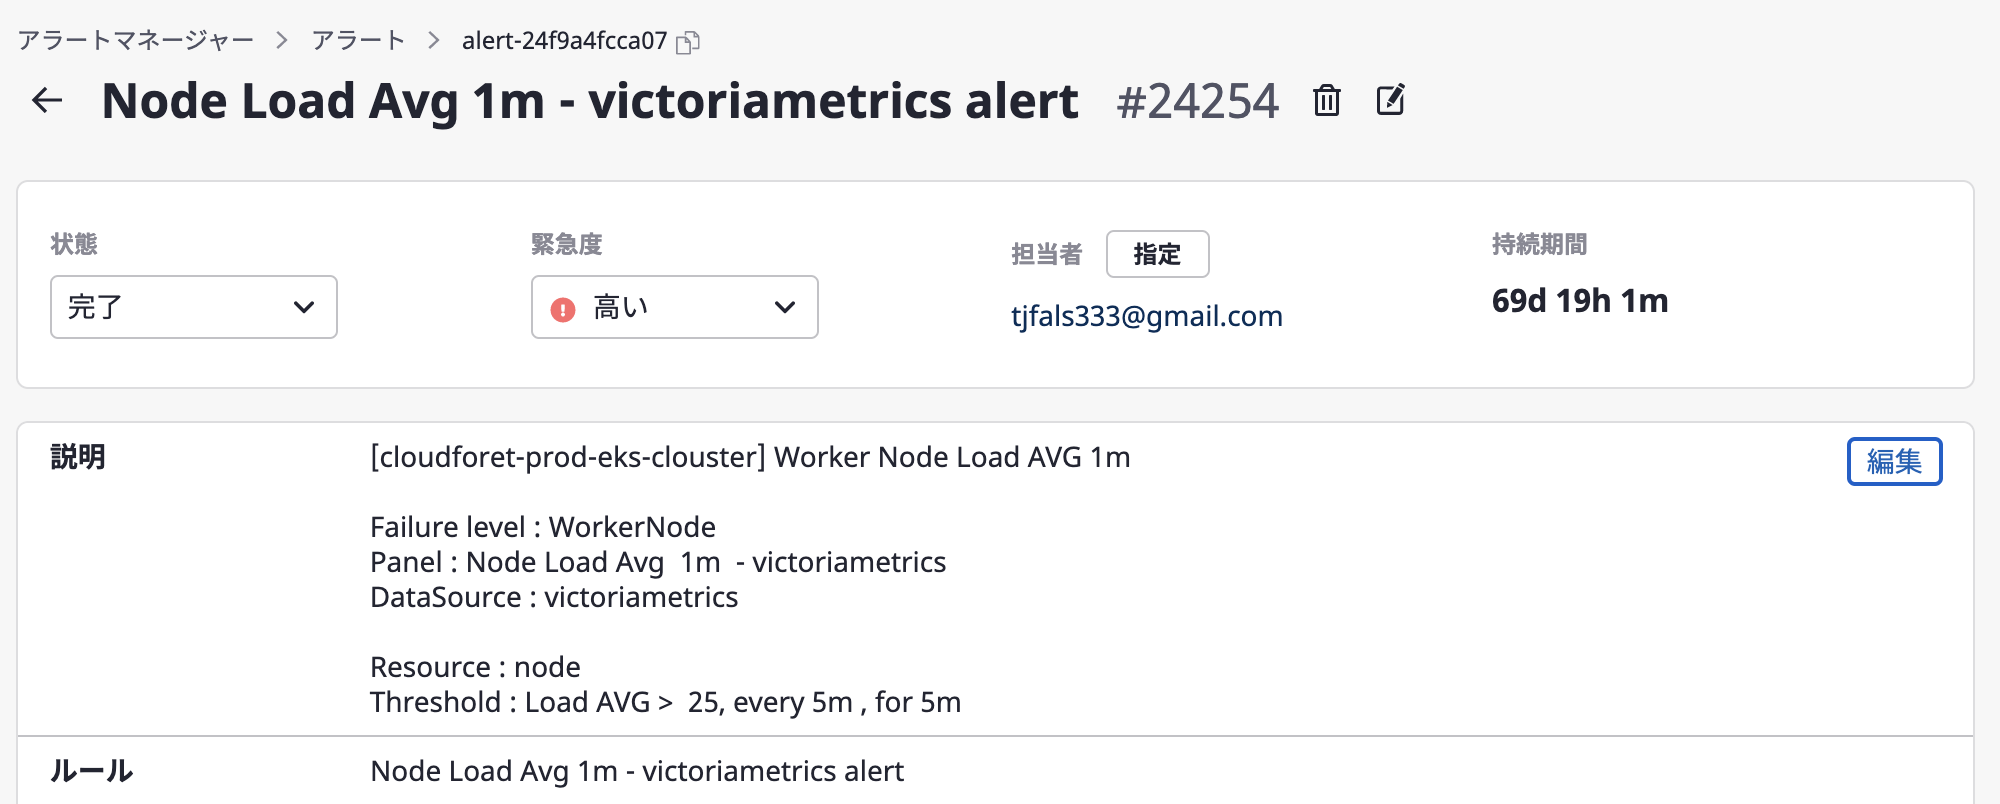 アラートマネージャー > アラート > alert-24f9a4fcca07
Node Load Avg 1m - victoriametrics alert #24254
状態
緊急度
担当者 指定
持続期間
完了
高い
tjfals333@gmail.com
69d 19h 1m
説明
[cloudforet-prod-eks-clouster] Worker Node Load AVG 1m
編集
Failure level : WorkerNode
Panel : Node Load Avg  1m  - victoriametrics
DataSource : victoriametrics
Resource : node
Threshold : Load AVG >  25, every 5m , for 5m
ルール
Node Load Avg 1m - victoriametrics alert